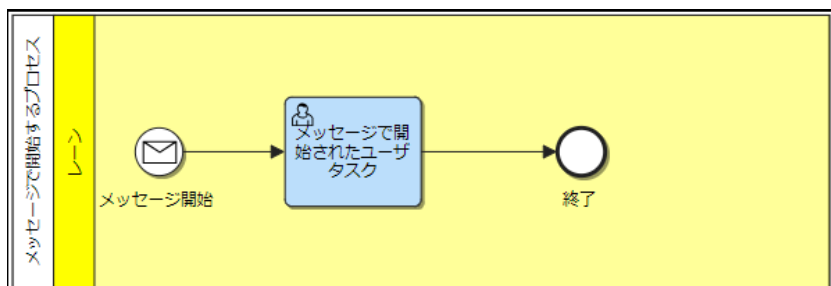 メッセージで開始するプロセス
レーン
メッセージ開始
メッセージで開
始されたユーザ
タスク
終了